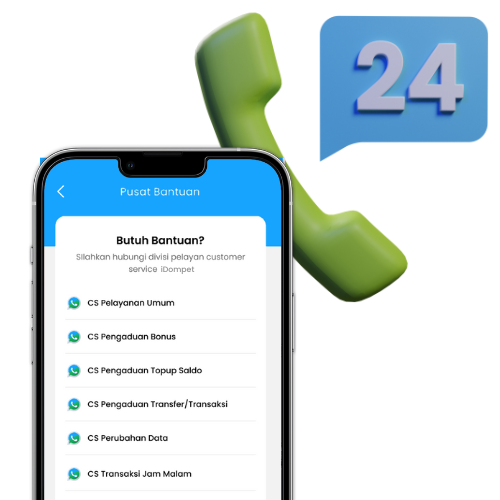 24
Pusat Bantuan
Butuh Bantuan?
Silahkan hubungi divisi pelayan customer
service iDompet
CS Pelayanan Umum
CS Pengaduan Bonus
CS Pengaduan Topup Saldo
CS Pengaduan Transfer/Transaksi
CS Perubahan Data
CS Transaksi Jam Malam